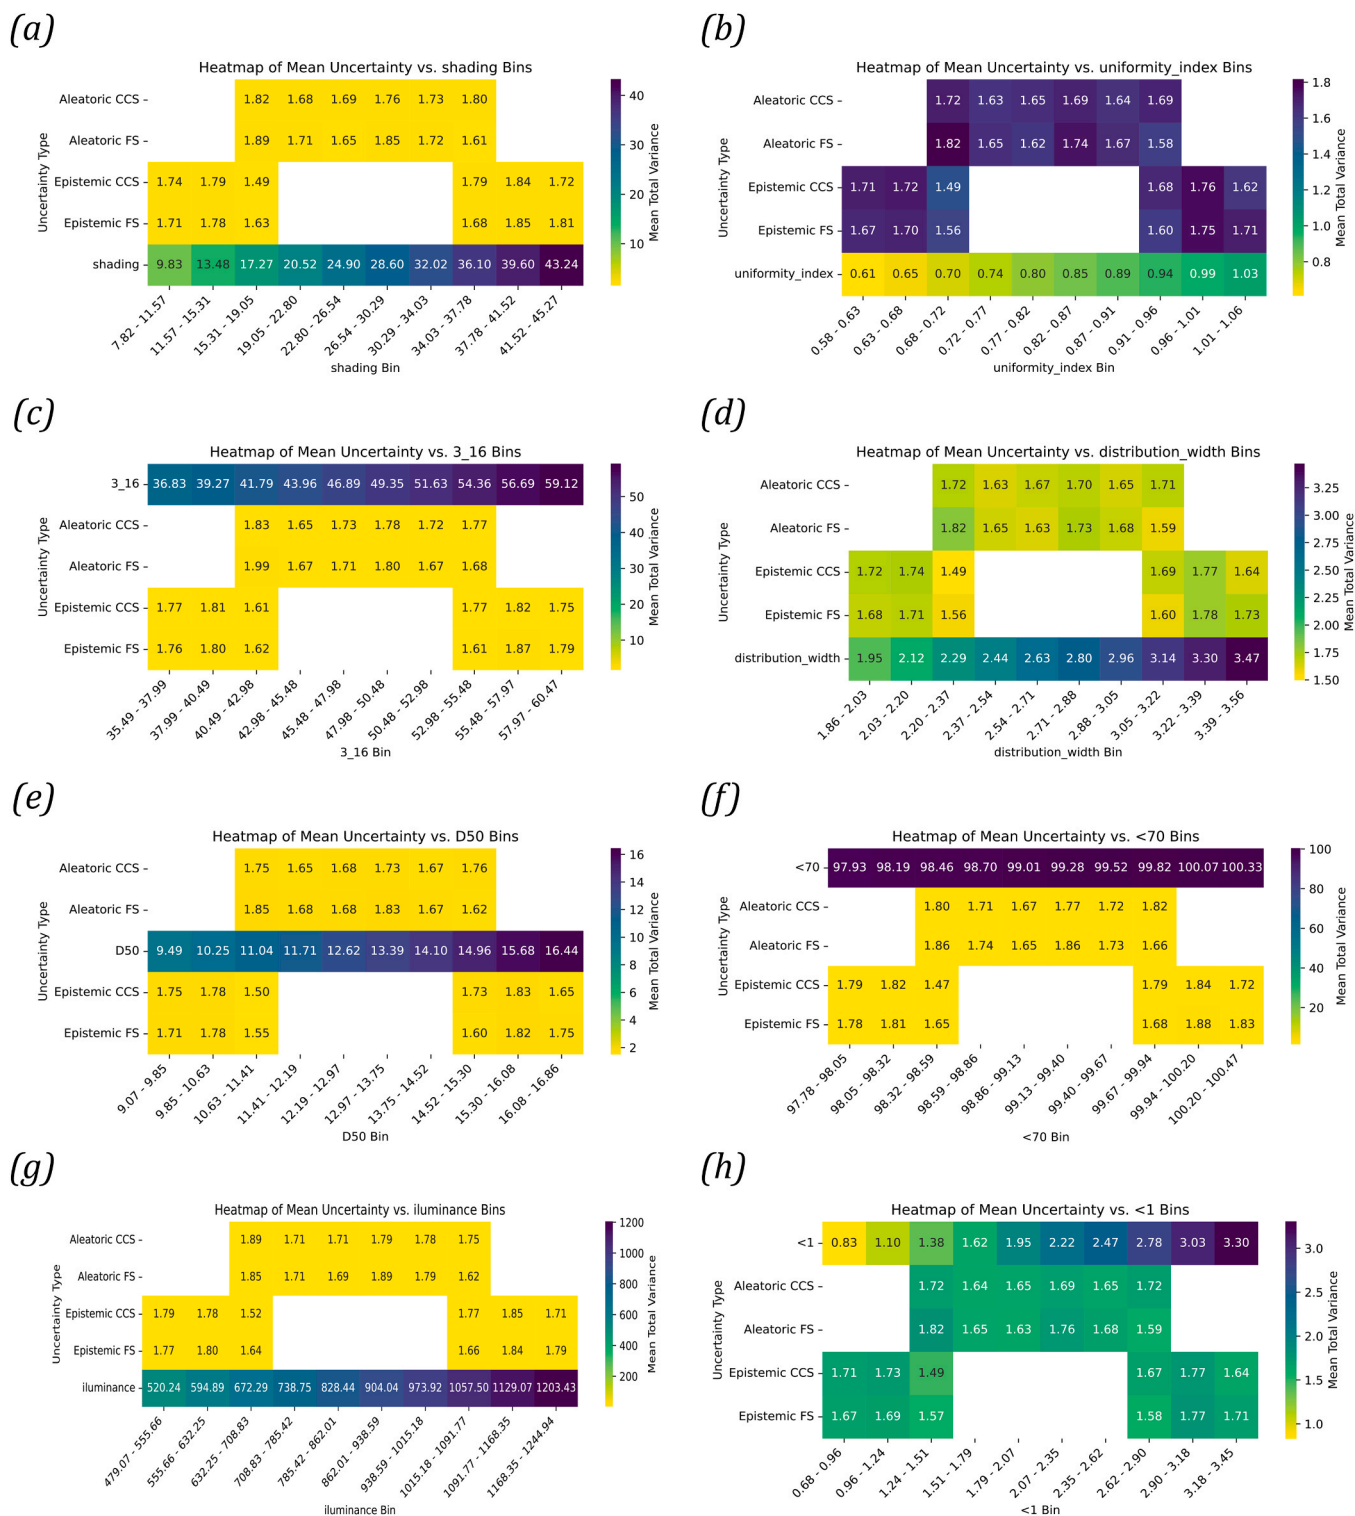 (a)
Heatmap of Mean Uncertainty vs. shading Bins
Uncertainty Type
Aleatoric CCS 1.82 1.68 1.69 1.76 1.73 1.80
Aleatoric FS 1.89 1.71 1.65 1.85 1.72 1.61
Epistemic CCS 1.74 1.79 1.49 1.79 1.84 1.72
Epistemic FS 1.71 1.78 1.63 1.68 1.85 1.81
shading 9.83 13.48 17.27 20.52 24.90 28.60 32.02 36.10 39.60 43.24
7.82 - 11.57 11.57 - 15.31 15.31 - 19.05 19.05 - 22.80 22.80 - 26.54 26.54 - 30.29 30.29 - 34.03 34.03 - 37.78 37.78 - 41.52 41.52 - 45.27
shading Bin
40
30
20
10
Mean Total Variance
(b)
Heatmap of Mean Uncertainty vs. uniformity_index Bins
Uncertainty Type
Aleatoric CCS 1.72 1.63 1.65 1.69 1.64 1.69
Aleatoric FS 1.82 1.65 1.62 1.74 1.67 1.58
Epistemic CCS 1.71 1.72 1.49 1.68 1.76 1.62
Epistemic FS 1.67 1.70 1.56 1.60 1.75 1.71
uniformity_index 0.61 0.65 0.70 0.74 0.80 0.85 0.89 0.94 0.99 1.03
0.58 - 0.63 0.63 - 0.68 0.68 - 0.72 0.72 - 0.77 0.77 - 0.82 0.82 - 0.87 0.87 - 0.91 0.91 - 0.96 0.96 - 1.01 1.01 - 1.06
uniformity_index Bin
1.8
1.6
1.4
1.2
1.0
0.8
Mean Total Variance
(c)
Heatmap of Mean Uncertainty vs. 3_16 Bins
Uncertainty Type
3_16 36.83 39.27 41.79 43.96 46.89 49.35 51.63 54.36 56.69 59.12
Aleatoric CCS 1.83 1.65 1.73 1.78 1.72 1.77
Aleatoric FS 1.99 1.67 1.71 1.80 1.67 1.68
Epistemic CCS 1.77 1.81 1.61 1.77 1.82 1.75
Epistemic FS 1.76 1.80 1.62 1.61 1.87 1.79
35.49 - 37.99 37.99 - 40.49 40.49 - 42.98 42.98 - 45.48 45.48 - 47.98 47.98 - 50.48 50.48 - 52.98 52.98 - 55.48 55.48 - 57.97 57.97 - 60.47
3_16 Bin
50
40
30
20
10
Mean Total Variance
(d)
Heatmap of Mean Uncertainty vs. distribution_width Bins
Uncertainty Type
Aleatoric CCS 1.72 1.63 1.67 1.70 1.65 1.71
Aleatoric FS 1.82 1.65 1.63 1.73 1.68 1.59
Epistemic CCS 1.72 1.74 1.49 1.69 1.77 1.64
Epistemic FS 1.68 1.71 1.56 1.60 1.78 1.73
distribution_width 1.95 2.12 2.29 2.44 2.63 2.80 2.96 3.14 3.30 3.47
1.86 - 2.03 2.03 - 2.20 2.20 - 2.37 2.37 - 2.54 2.54 - 2.71 2.71 - 2.88 2.88 - 3.05 3.05 - 3.22 3.22 - 3.39 3.39 - 3.56
distribution_width Bin
3.25
3.00
2.75
2.50
2.25
2.00
1.75
1.50
Mean Total Variance
(e)
Heatmap of Mean Uncertainty vs. D50 Bins
Uncertainty Type
Aleatoric CCS 1.75 1.65 1.68 1.73 1.67 1.76
Aleatoric FS 1.85 1.68 1.68 1.83 1.67 1.62
D50 9.49 10.25 11.04 11.71 12.62 13.39 14.10 14.96 15.68 16.44
Epistemic CCS 1.75 1.78 1.50 1.73 1.83 1.65
Epistemic FS 1.71 1.78 1.55 1.60 1.82 1.75
9.07 - 9.85 9.85 - 10.63 10.63 - 11.41 11.41 - 12.19 12.19 - 12.97 12.97 - 13.75 13.75 - 14.52 14.52 - 15.30 15.30 - 16.08 16.08 - 16.86
D50 Bin
16
14
12
10
8
6
4
2
Mean Total Variance
(f)
Heatmap of Mean Uncertainty vs. <70 Bins
Uncertainty Type
<70 97.93 98.19 98.46 98.70 99.01 99.28 99.52 99.82 100.07 100.33
Aleatoric CCS 1.80 1.71 1.67 1.77 1.72 1.82
Aleatoric FS 1.86 1.74 1.65 1.86 1.73 1.66
Epistemic CCS 1.79 1.82 1.47 1.79 1.84 1.72
Epistemic FS 1.78 1.81 1.65 1.68 1.88 1.83
97.78 - 98.05 98.05 - 98.32 98.32 - 98.59 98.59 - 98.86 98.86 - 99.13 99.13 - 99.40 99.40 - 99.67 99.67 - 99.94 99.94 - 100.20 100.20 - 100.47
<70 Bin
100
80
60
40
20
Mean Total Variance
(g)
Heatmap of Mean Uncertainty vs. iluminance Bins
Uncertainty Type
Aleatoric CCS 1.89 1.71 1.71 1.79 1.78 1.75
Aleatoric FS 1.85 1.71 1.69 1.89 1.79 1.62
Epistemic CCS 1.79 1.78 1.52 1.77 1.85 1.71
Epistemic FS 1.77 1.80 1.64 1.66 1.84 1.79
iluminance 520.24 594.89 672.29 738.75 828.44 904.04 973.92 1057.50 1129.07 1203.43
479.07 - 555.66 555.66 - 632.25 632.25 - 708.83 708.83 - 785.42 785.42 - 862.01 862.01 - 938.59 938.59 - 1015.18 1015.18 - 1091.77 1091.77 - 1168.35 1168.35 - 1244.94
iluminance Bin
1200
1000
800
600
400
200
Mean Total Variance
(h)
Heatmap of Mean Uncertainty vs. <1 Bins
Uncertainty Type
<1 0.83 1.10 1.38 1.62 1.95 2.22 2.47 2.78 3.03 3.30
Aleatoric CCS 1.72 1.64 1.65 1.69 1.65 1.72
Aleatoric FS 1.82 1.65 1.63 1.76 1.68 1.59
Epistemic CCS 1.71 1.73 1.49 1.67 1.77 1.64
Epistemic FS 1.67 1.69 1.57 1.58 1.77 1.71
0.68 - 0.96 0.96 - 1.24 1.24 - 1.51 1.51 - 1.79 1.79 - 2.07 2.07 - 2.35 2.35 - 2.62 2.62 - 2.90 2.90 - 3.18 3.18 - 3.45
<1 Bin
3.0
2.5
2.0
1.5
1.0
Mean Total Variance